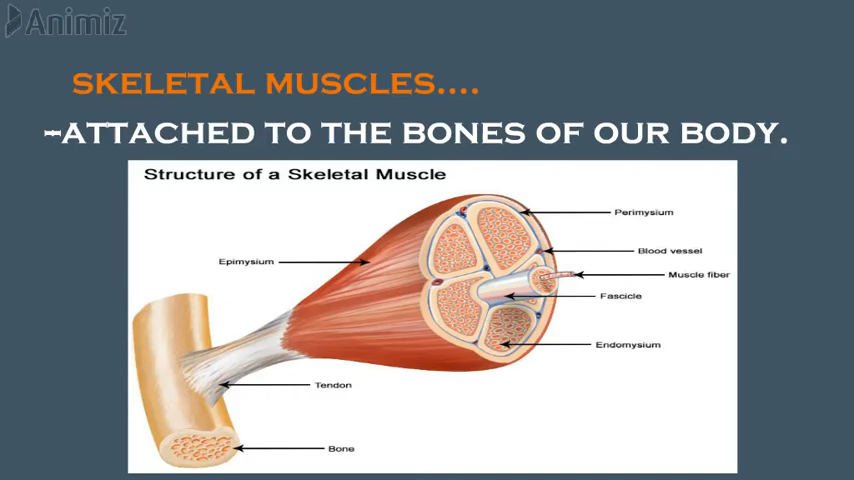 Animiz
SKELETAL MUSCLES....
-ATTACHED TO THE BONES OF OUR BODY.
Structure of a Skeletal Muscle
Perimysium
Blood vessel
Epimysium
Muscle fiber
Fascicle
Endomysium
Tendon
Bone